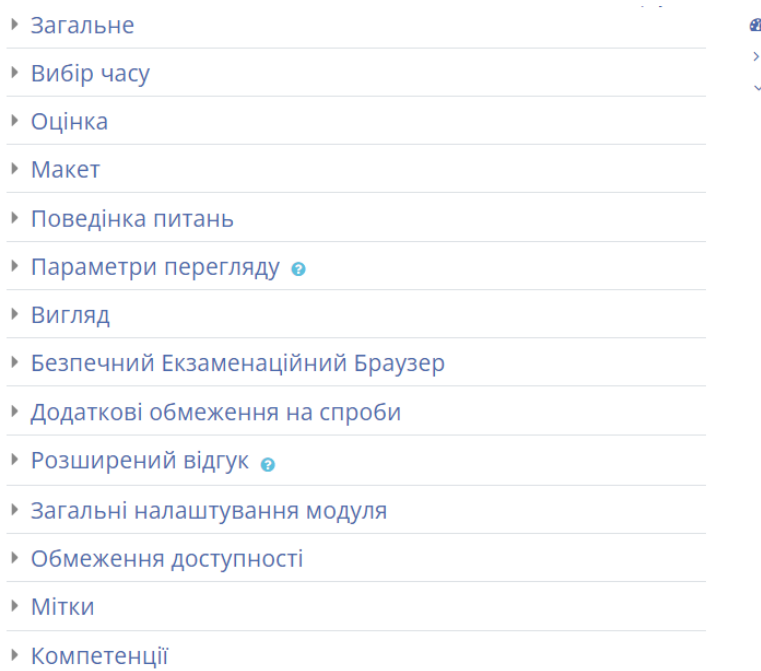 Загальне
Вибір часу
Оцінка
Макет
Поведінка питань
Параметри перегляду
Вигляд
Безпечний Екзаменаційний Браузер
Додаткові обмеження на спроби
Розширений відгук
Загальні налаштування модуля
Обмеження доступності
Мітки
Компетенції